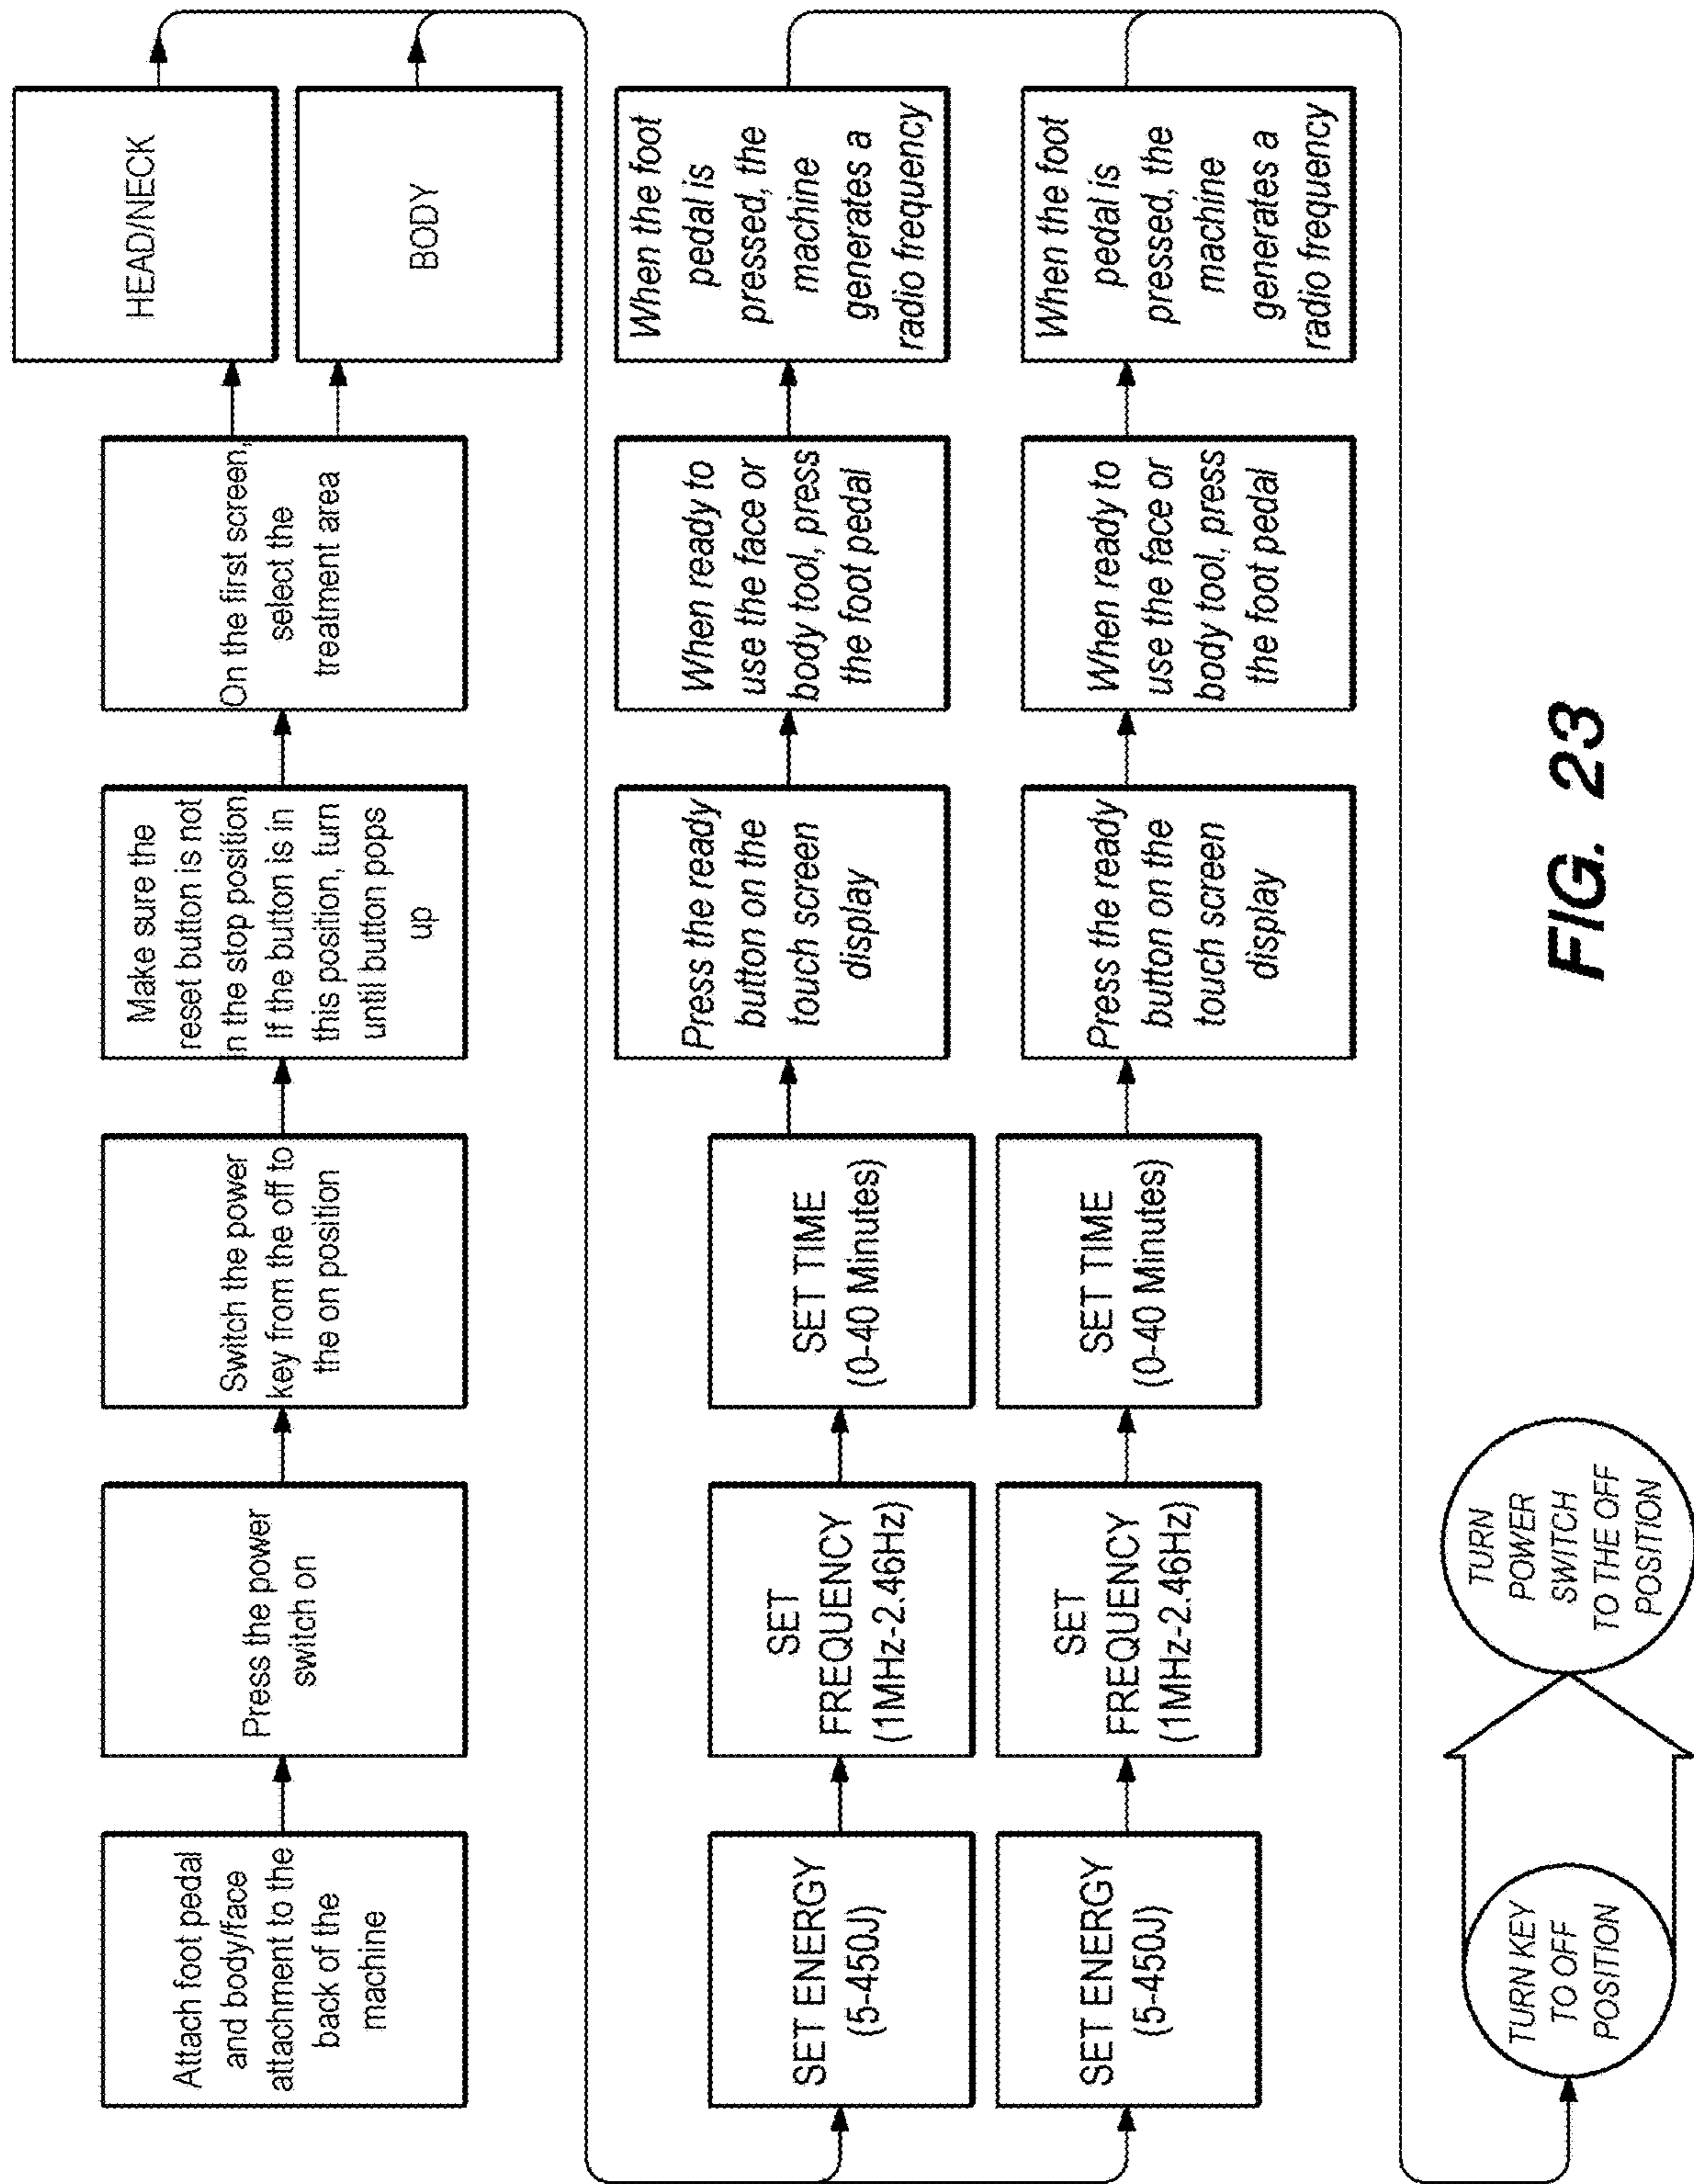 Attach foot pedal
and body/face
attachment to the
back of the
machine
Press the power
switch on
Switch the power
key from the off to
the on position
Make sure the
reset button is not
in the stop position.
If the button is in
this position, turn
until button pops
up
On the first screen,
select the
treatment area
HEAD/NECK
BODY
SET ENERGY
(5-450J)
SET
FREQUENCY
(1MHz-2.46Hz)
SET TIME
(0-40 Minutes)
Press the ready
button on the
touch screen
display
When ready to
use the face or
body tool, press
the foot pedal
When the foot
pedal is
pressed, the
machine
generates a
radio frequency
SET ENERGY
(5-450J)
SET
FREQUENCY
(1MHz-2.46Hz)
SET TIME
(0-40 Minutes)
Press the ready
button on the
touch screen
display
When ready to
use the face or
body tool, press
the foot pedal
When the foot
pedal is
pressed, the
machine
generates a
radio frequency
TURN KEY
TO OFF
POSITION
TURN
POWER
SWITCH
TO THE OFF
POSITION
FIG. 23